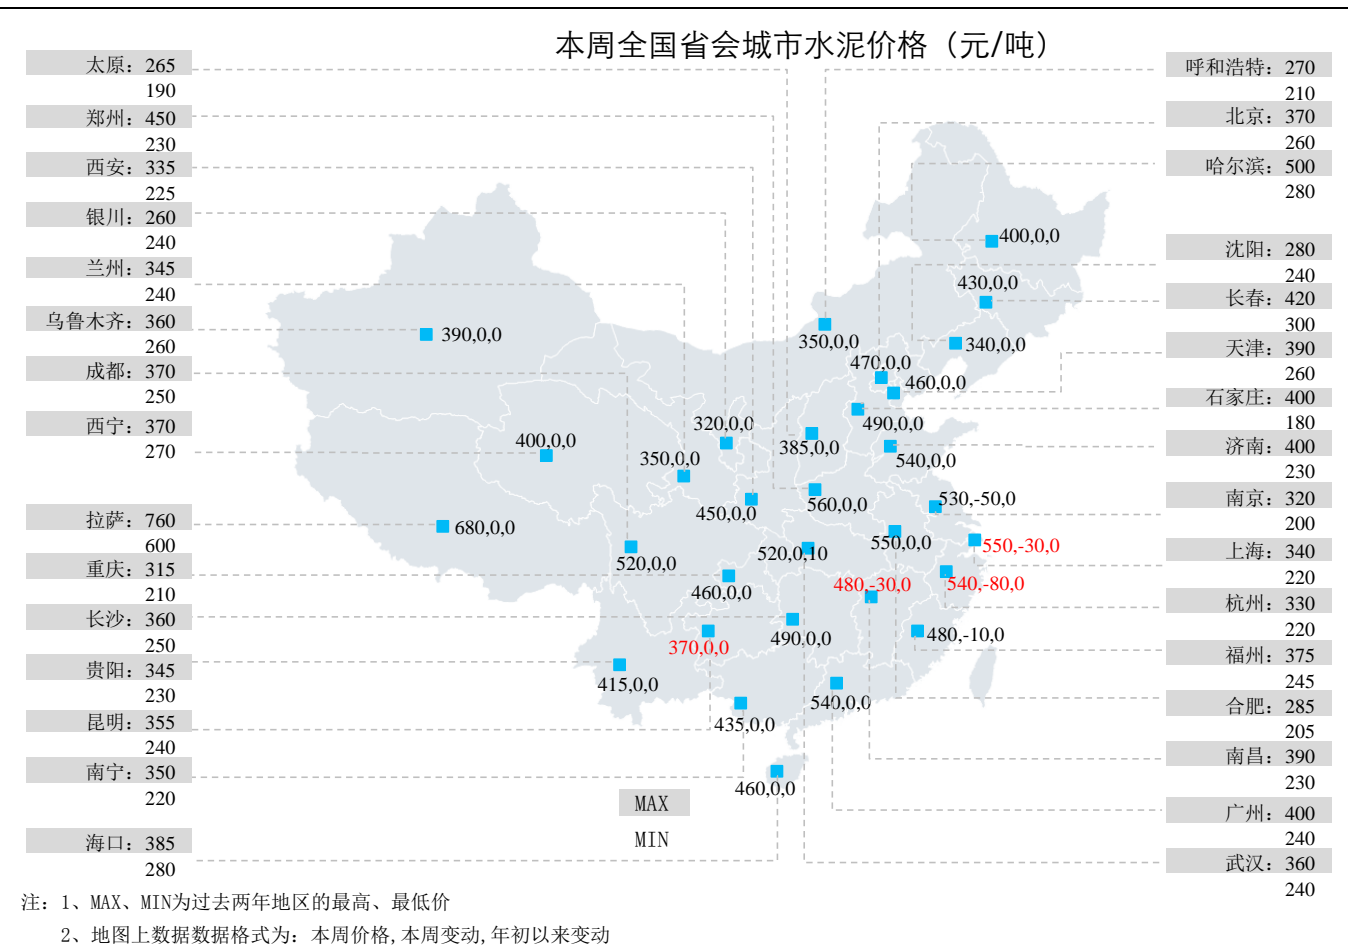 本周全国省会城市水泥价格（元/吨）
太原：265
190
郑州：450
230
西安：335
225
银川：260
240
兰州：345
240
乌鲁木齐：360
260
成都：370
250
西宁：370
270
拉萨：760
600
重庆：315
210
长沙：360
250
贵阳：345
230
昆明：355
240
南宁：350
220
海口：385
280
400,0,0
430,0,0
390,0,0
350,0,0
340,0,0
470,0,0
460,0,0
320,0,0
490,0,0
400,0,0
385,0,0
350,0,0
540,0,0
560,0,0
530,-50,0
450,0,0
680,0,0
550,0,0
550,-30,0
520,0,10
520,0,0
480,-30,0
540,-80,0
460,0,0
490,0,0
480,-10,0
370,0,0
415,0,0
540,0,0
435,0,0
460,0,0
MAX
MIN
呼和浩特：270
210
北京：370
260
哈尔滨：500
280
沈阳：280
240
长春：420
300
天津：390
260
石家庄：400
180
济南：400
230
南京：320
200
上海：340
220
杭州：330
220
福州：375
245
合肥：285
205
南昌：390
230
广州：400
240
武汉：360
240
注：1、MAX、MIN为过去两年地区的最高、最低价
2、地图上数据数据格式为：本周价格,本周变动,年初以来变动